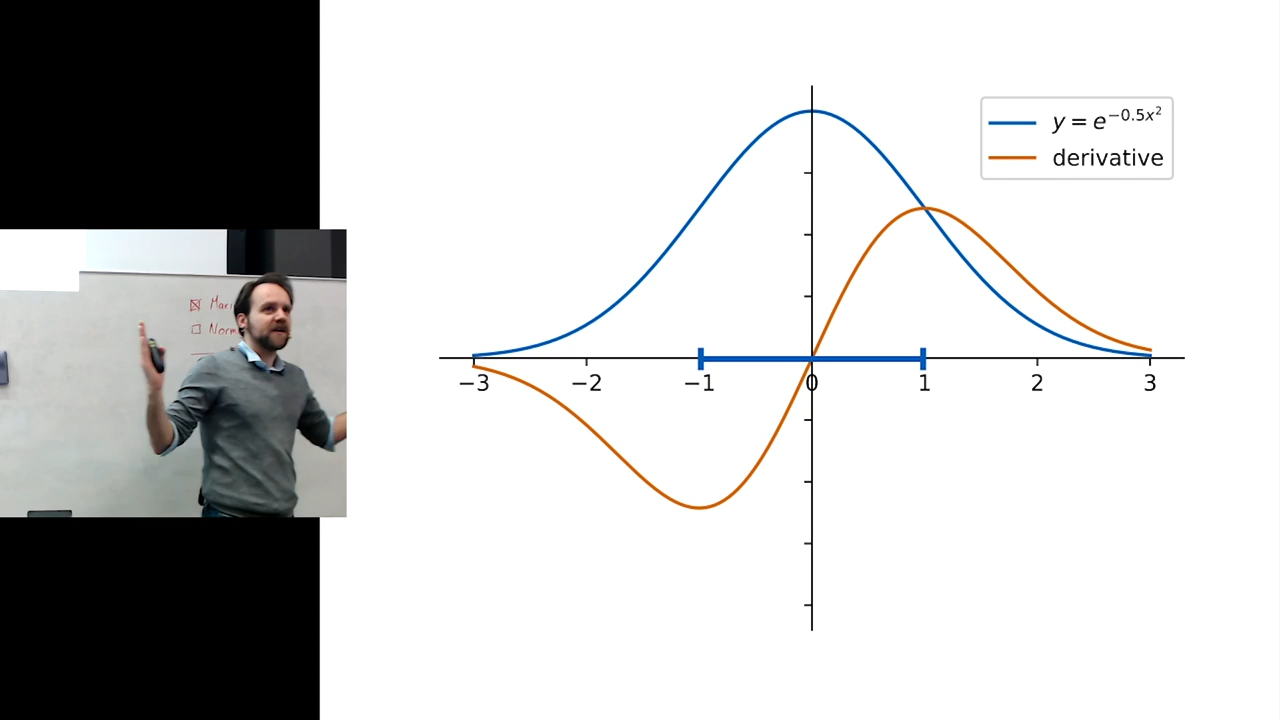 y = e^{-0.5x^2}
derivative
−3 −2 −1 0 1 2 3